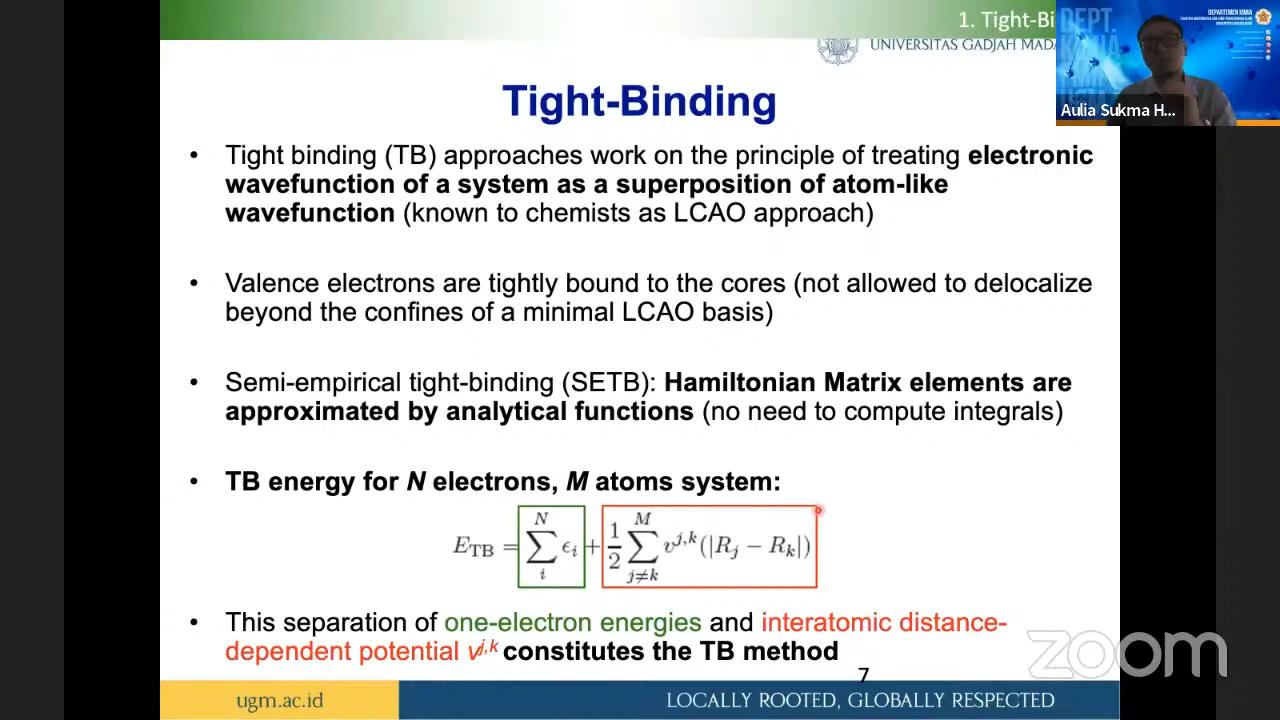 1. Tight-Bi
UNIVERSITAS GADJAH MADA
DEPT.
KIMIA
DEPARTEMEN KIMIA
Aulia Sukma H...
Tight-Binding
• Tight binding (TB) approaches work on the principle of treating electronic
wavefunction of a system as a superposition of atom-like
wavefunction (known to chemists as LCAO approach)
• Valence electrons are tightly bound to the cores (not allowed to delocalize
beyond the confines of a minimal LCAO basis)
• Semi-empirical tight-binding (SETB): Hamiltonian Matrix elements are
approximated by analytical functions (no need to compute integrals)
• TB energy for N electrons, M atoms system:
E_TB = ∑_i^N ϵ_i + 1/2 ∑_{j≠k}^M v^{j,k}(|R_j − R_k|)
• This separation of one-electron energies and interatomic distance-
dependent potential v^{j,k} constitutes the TB method
7
zoom
ugm.ac.id
LOCALLY ROOTED, GLOBALLY RESPECTED